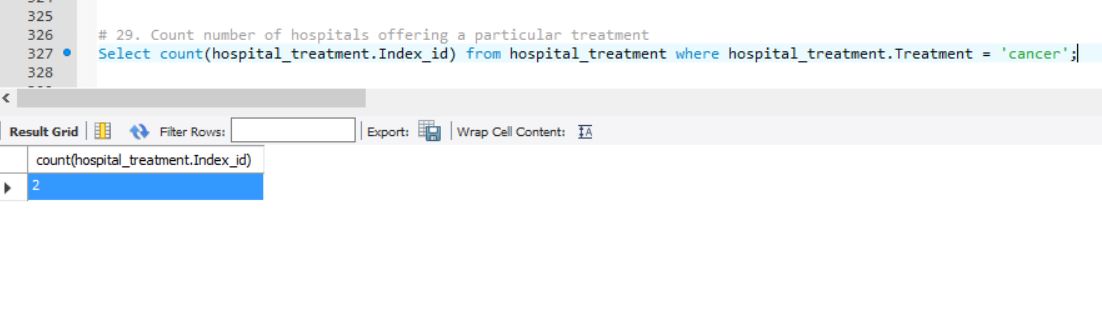 325
326 # 29. Count number of hospitals offering a particular treatment
327 Select count(hospital_treatment.Index_id) from hospital_treatment where hospital_treatment.Treatment = 'cancer';
328
Result Grid Filter Rows: Export: Wrap Cell Content:
count(hospital_treatment.Index_id)
2